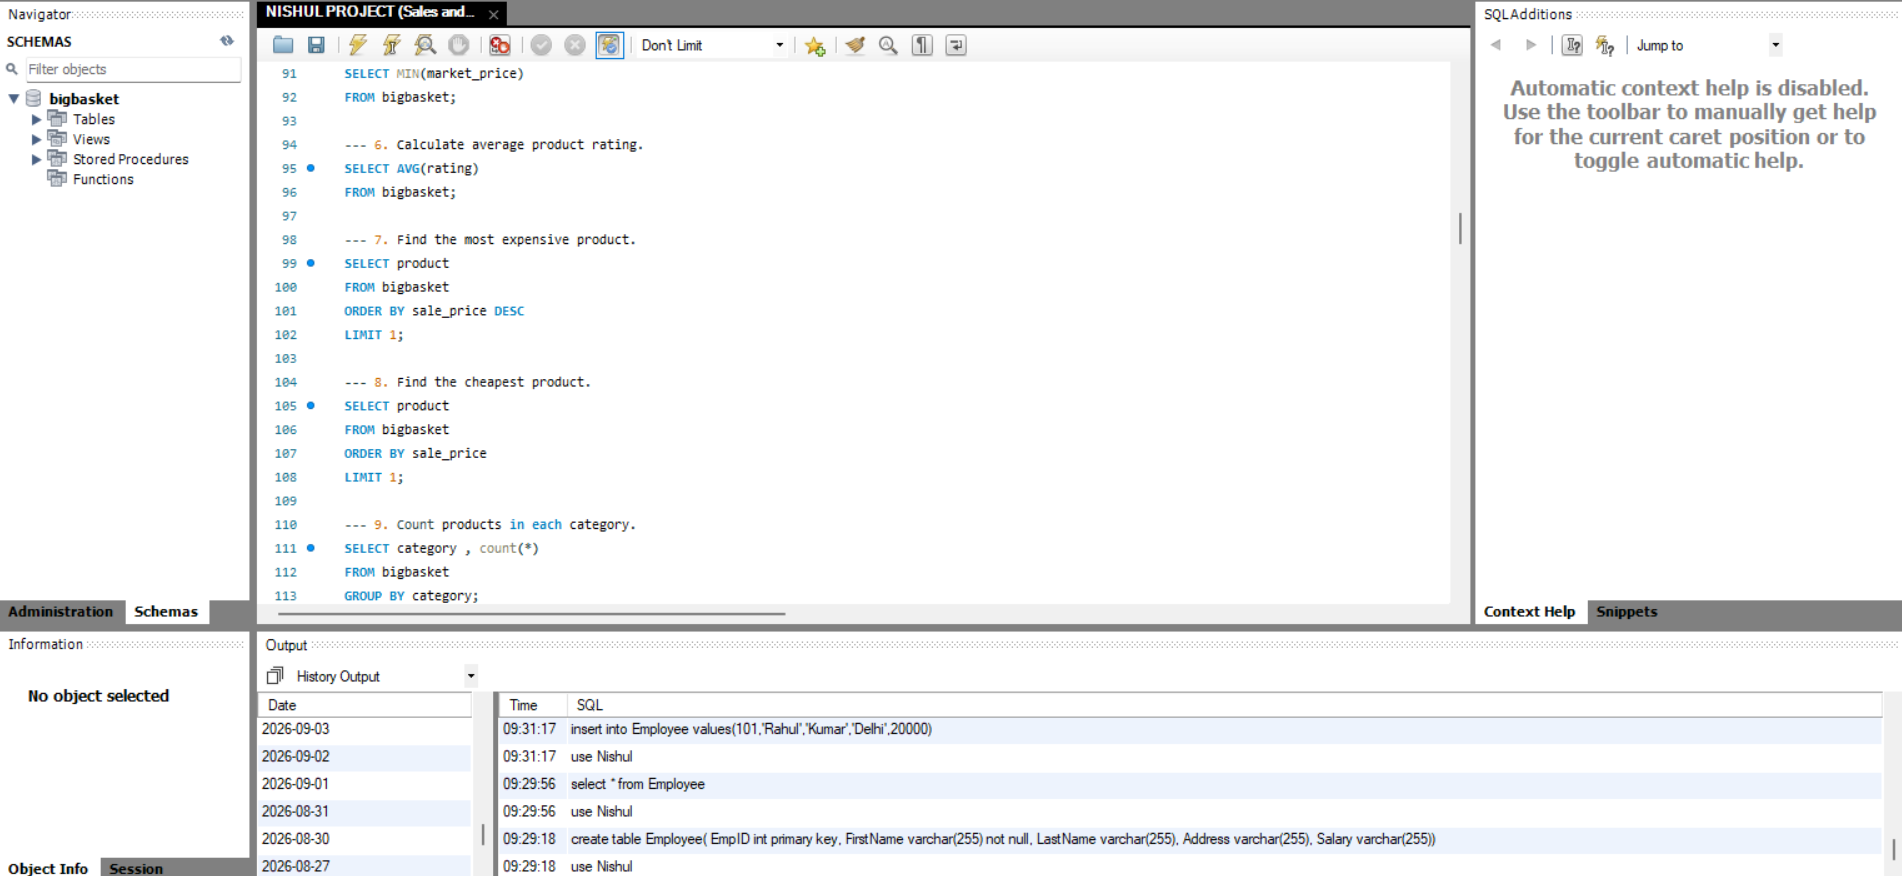 Navigator
SCHEMAS
Filter objects
bigbasket
Tables
Views
Stored Procedures
Functions
Administration Schemas
Information
No object selected
Object Info Session
NISHUL PROJECT (Sales and...
Don't Limit
91 SELECT MIN(market_price)
92 FROM bigbasket;
93
94 --- 6. Calculate average product rating.
95 SELECT AVG(rating)
96 FROM bigbasket;
97
98 --- 7. Find the most expensive product.
99 SELECT product
100 FROM bigbasket
101 ORDER BY sale_price DESC
102 LIMIT 1;
103
104 --- 8. Find the cheapest product.
105 SELECT product
106 FROM bigbasket
107 ORDER BY sale_price
108 LIMIT 1;
109
110 --- 9. Count products in each category.
111 SELECT category , count(*)
112 FROM bigbasket
113 GROUP BY category;
SQLAdditions
Jump to
Automatic context help is disabled.
Use the toolbar to manually get help
for the current caret position or to
toggle automatic help.
Context Help Snippets
Output
History Output
Date
2026-09-03
2026-09-02
2026-09-01
2026-08-31
2026-08-30
2026-08-27
Time SQL
09:31:17 insert into Employee values(101,'Rahul','Kumar','Delhi',20000)
09:31:17 use Nishul
09:29:56 select * from Employee
09:29:56 use Nishul
09:29:18 create table Employee( EmpID int primary key, FirstName varchar(255) not null, LastName varchar(255), Address varchar(255), Salary varchar(255))
09:29:18 use Nishul